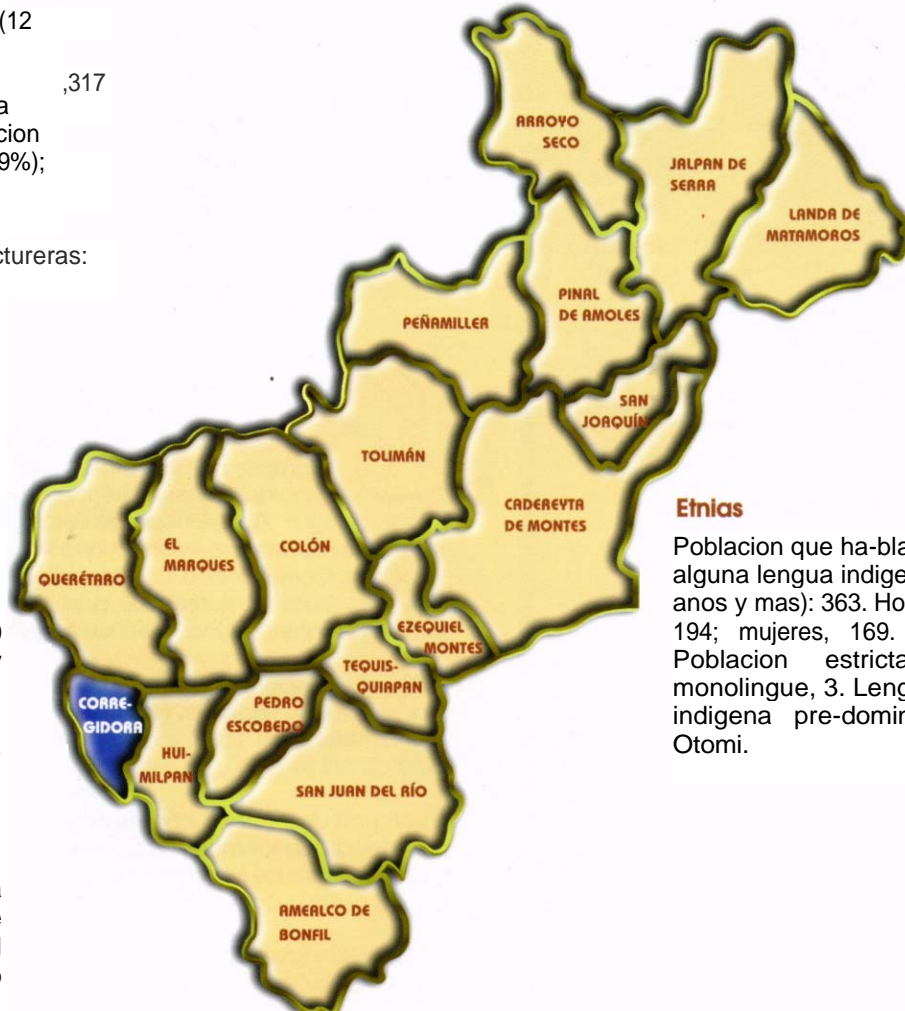 (12
,317
a
cion
9%);
ctureras:
ARROYO
SECO
JALPAN DE
SERRA
LANDA DE
MATAMOROS
PEÑAMILLER
PINAL
DE AMOLES
SAN
JOAQUÍN
TOLIMÁN
CADEREYTA
DE MONTES
QUERÉTARO
EL
MARQUES
COLÓN
EZEQUIEL
MONTES
TEQUIS-
QUIAPAN
CORRE-
GIDORA
HUI-
MILPAN
PEDRO
ESCOBEDO
SAN JUAN DEL RÍO
AMEALCO DE
BONFIL
Etnias
Poblacion que ha-bla
alguna lengua indige
anos y mas): 363. Ho
194; mujeres, 169.
Poblacion estricta
monolingue, 3. Leng
indigena pre-domin
Otomi.